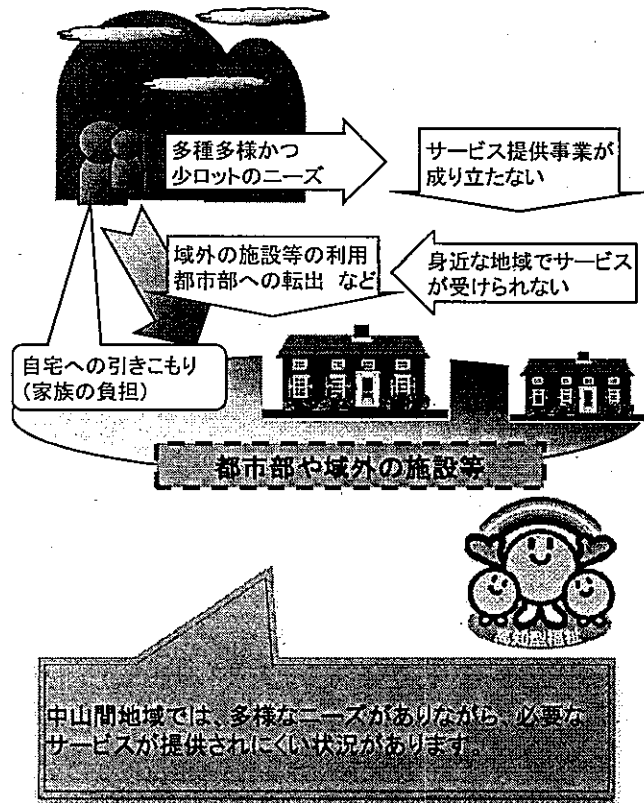 多種多様かつ
少ロットのニーズ
サービス提供事業が
成り立たない
域外の施設等の利用
都市部への転出 など
身近な地域でサービス
が受けられない
自宅への引きこもり
(家族の負担)
都市部や域外の施設等
高知型福祉
中山間地域では、多様なニーズがありながら、必要な
サービスが提供されにくい状況があります。